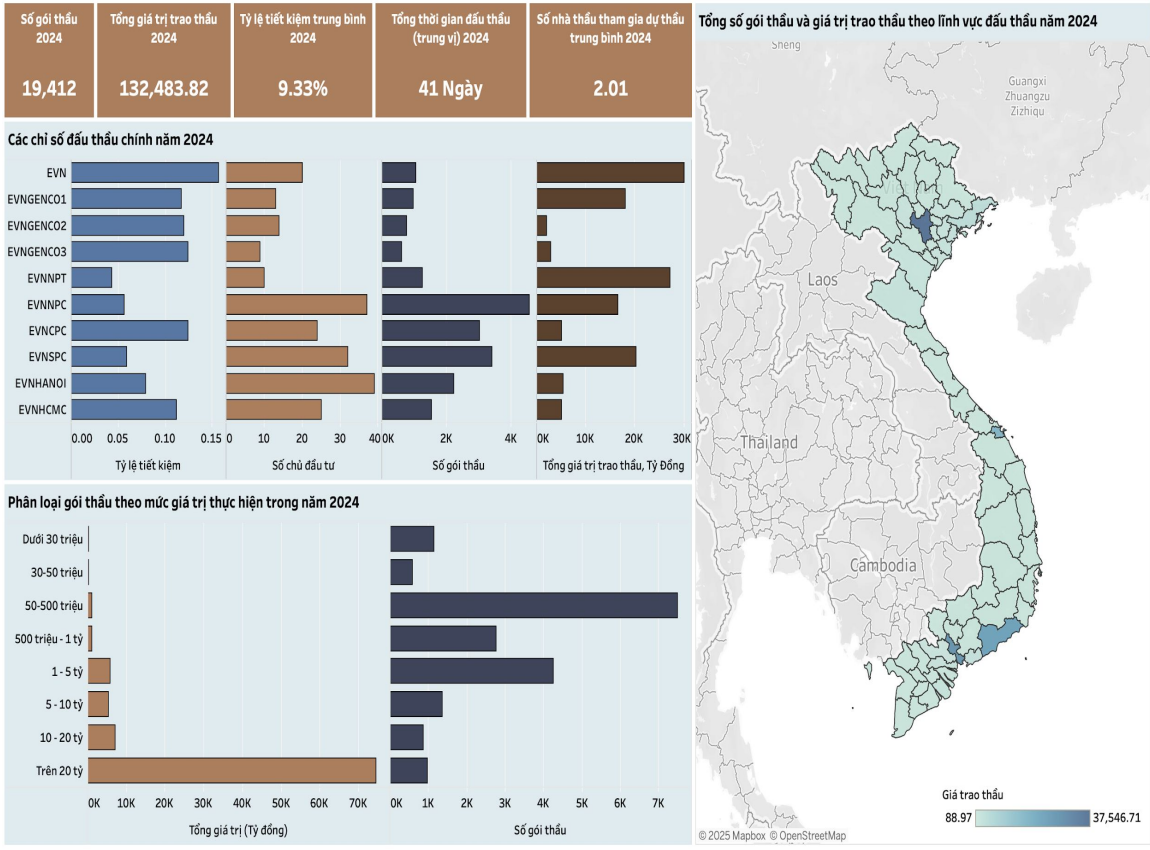 Số gói thầu
2024
19,412
Tổng giá trị trao thầu
2024
132,483.82
Tỷ lệ tiết kiệm trung bình
2024
9.33%
Tổng thời gian đấu thầu
(trung vị) 2024
41 Ngày
Số nhà thầu tham gia dự thầu
trung bình 2024
2.01
Các chỉ số đấu thầu chính năm 2024
EVN
EVNGENCO1
EVNGENCO2
EVNGENCO3
EVNNPT
EVNNPC
EVNCPC
EVNSPC
EVNHANOI
EVNHCMC
0.00 0.05 0.10 0.15
Tỷ lệ tiết kiệm
0 10 20 30 40
Số chủ đầu tư
0K 2K 4K
Số gói thầu
0K 10K 20K 30K
Tổng giá trị trao thầu, Tỷ Đồng
Phân loại gói thầu theo mức giá trị thực hiện trong năm 2024
Dưới 30 triệu
30-50 triệu
50-500 triệu
500 triệu - 1 tỷ
1 - 5 tỷ
5 - 10 tỷ
10 - 20 tỷ
Trên 20 tỷ
0K 10K 20K 30K 40K 50K 60K 70K
Tổng giá trị (Tỷ đồng)
0K 1K 2K 3K 4K 5K 6K 7K
Số gói thầu
Tổng số gói thầu và giá trị trao thầu theo lĩnh vực đấu thầu năm 2024
Sheng
Guangxi
Zhuangzu
Zizhiqu
Laos
Thailand
Cambodia
Giá trao thầu
88.97 37,546.71
© 2025 Mapbox © OpenStreetMap